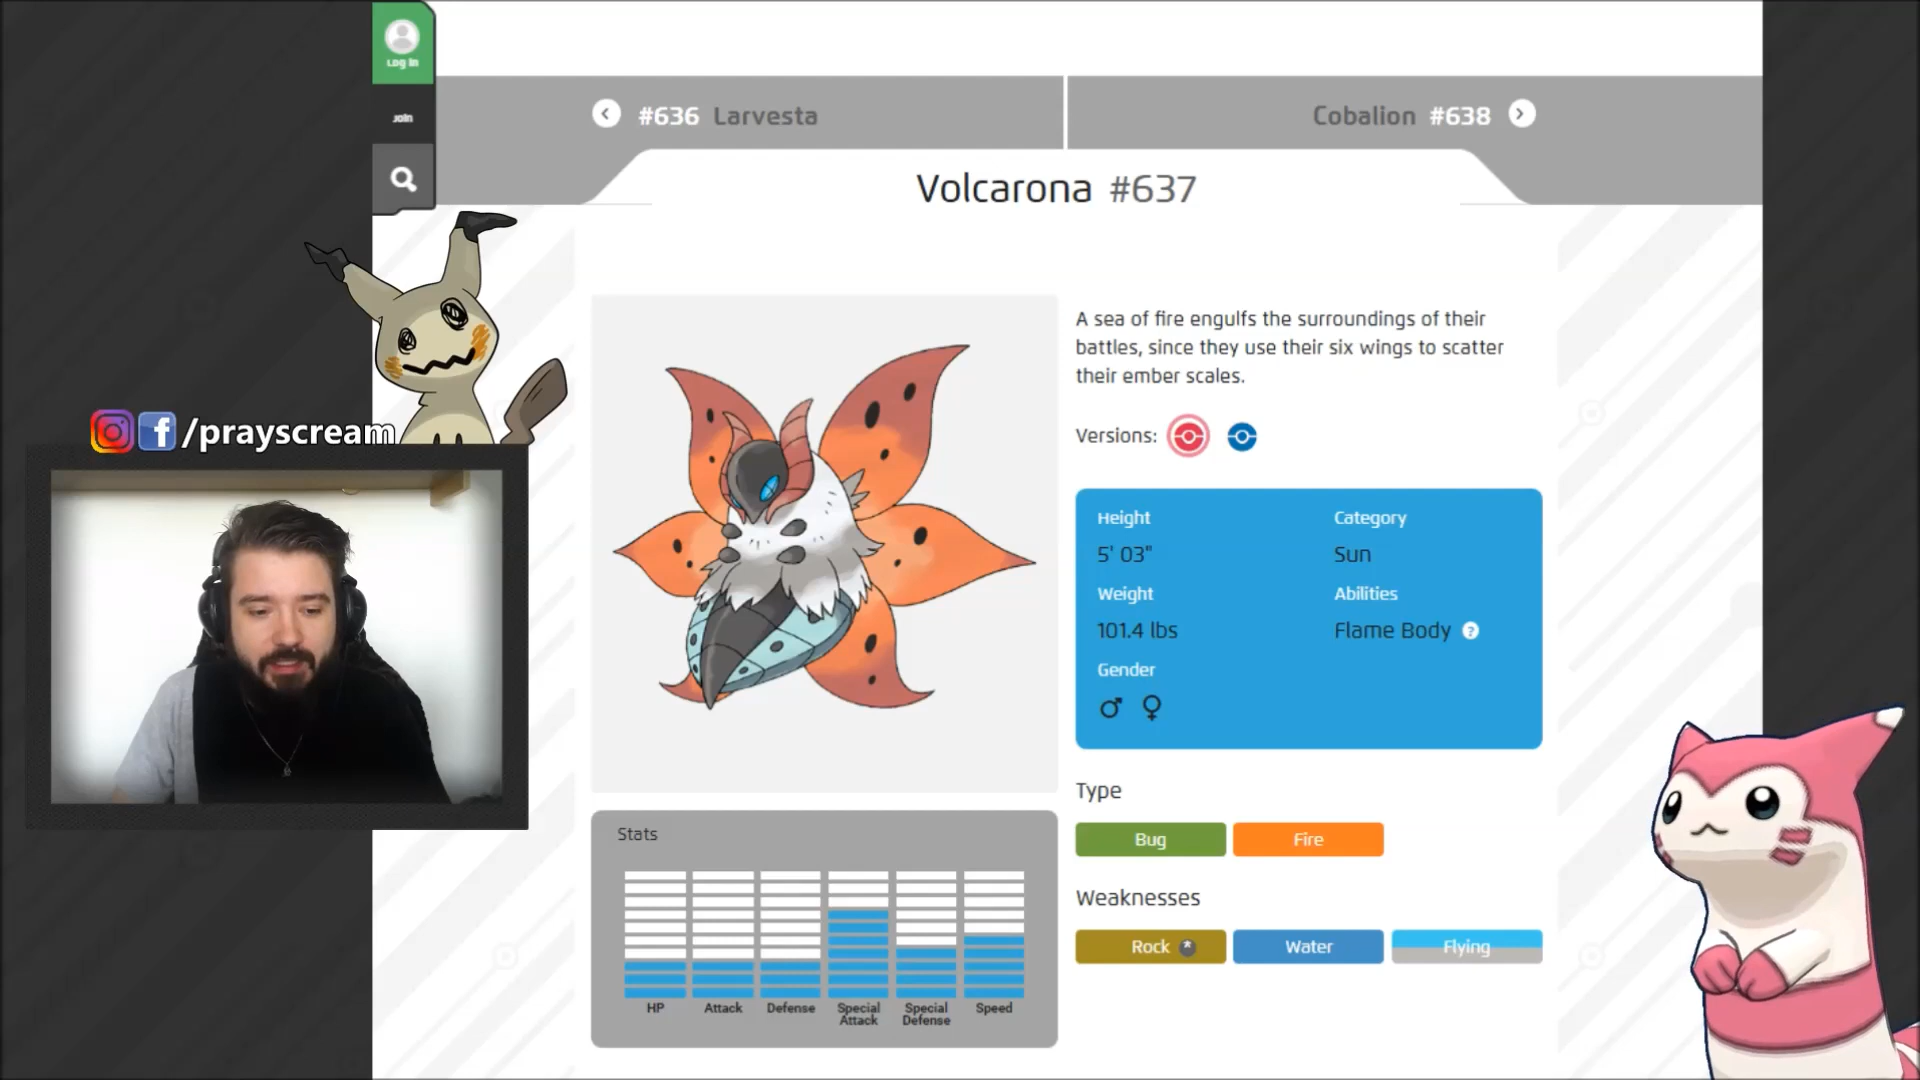 LOG IN
JOIN
#636 Larvesta
Cobalion #638
Volcarona #637
A sea of fire engulfs the surroundings of their
battles, since they use their six wings to scatter
their ember scales.
Versions:
/prayscream
Height
5' 03"
Category
Sun
Weight
101.4 lbs
Abilities
Flame Body ?
Gender
Type
Bug Fire
Weaknesses
Rock * Water Flying
Stats
HP Attack Defense Special Attack Special Defense Speed